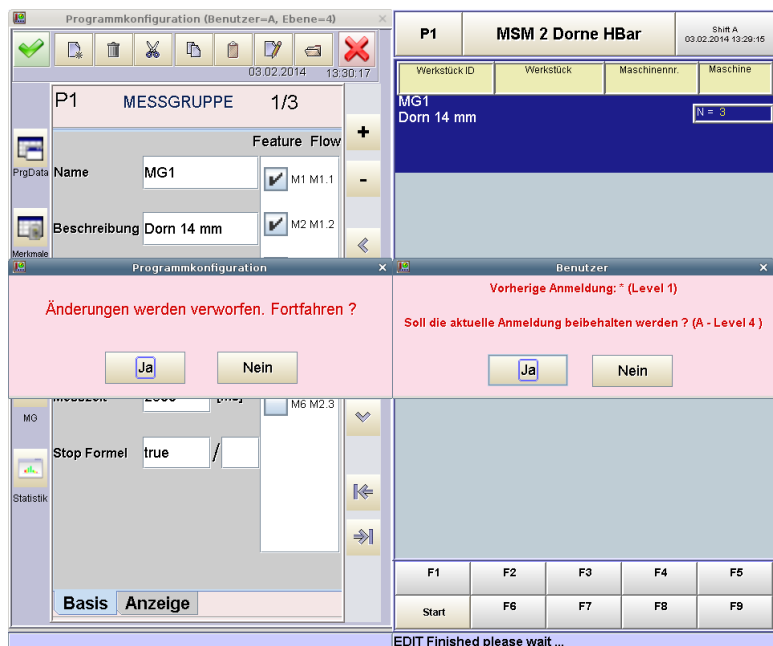 Programmkonfiguration (Benutzer=A, Ebene=4)
03.02.2014 13:30:17
P1 MESSGRUPPE 1/3
Feature Flow
PrgData
Name MG1
M1 M1.1
+
-
Beschreibung Dorn 14 mm
M2 M1.2
Merkmale
Programmkonfiguration
Änderungen werden verworfen. Fortfahren ?
Ja Nein
M6 M2.3
MG
Stop Formel true /
Statistik
Basis Anzeige
P1 MSM 2 Dorne HBar Shift A
03.02.2014 13:29:15
Werkstück ID Werkstück Maschinennr. Maschine
MG1
Dorn 14 mm
N = 3
Benutzer
Vorherige Anmeldung: * (Level 1)
Soll die aktuelle Anmeldung beibehalten werden ? (A - Level 4 )
Ja Nein
F1 F2 F3 F4 F5
Start F6 F7 F8 F9
EDIT Finished please wait ...